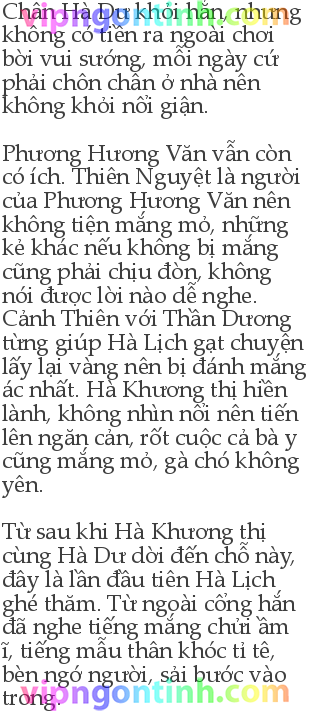 Chân Hà Dư khỏi hẳn, nhưng
không có tiền ra ngoài chơi
bời vui sướng, mỗi ngày cứ
phải chôn chân ở nhà nên
không khỏi nổi giận.
Phương Hương Văn vẫn còn
có ích. Thiên Nguyệt là người
của Phương Hương Văn nên
không tiện mắng mỏ, những
kẻ khác nếu không bị mắng
cũng phải chịu đòn, không
nói được lời nào dễ nghe.
Cảnh Thiên với Thần Dương
từng giúp Hà Lịch gạt chuyện
lấy lại vàng nên bị đánh mắng
ác nhất. Hà Khương thị hiền
lành, không nhìn nổi nên tiến
lên ngăn cản, rốt cuộc cả bà y
cũng mắng mỏ, gà chó không
yên.
Từ sau khi Hà Khương thị
cùng Hà Dư dời đến chỗ này,
đây là lần đầu tiên Hà Lịch
ghé thăm. Từ ngoài cổng hắn
đã nghe tiếng mắng chửi ầm
ĩ, tiếng mẫu thân khóc tỉ tê,
bèn ngó người, sải bước vào
trong.
vipngontinh.com
vipngontinh.com